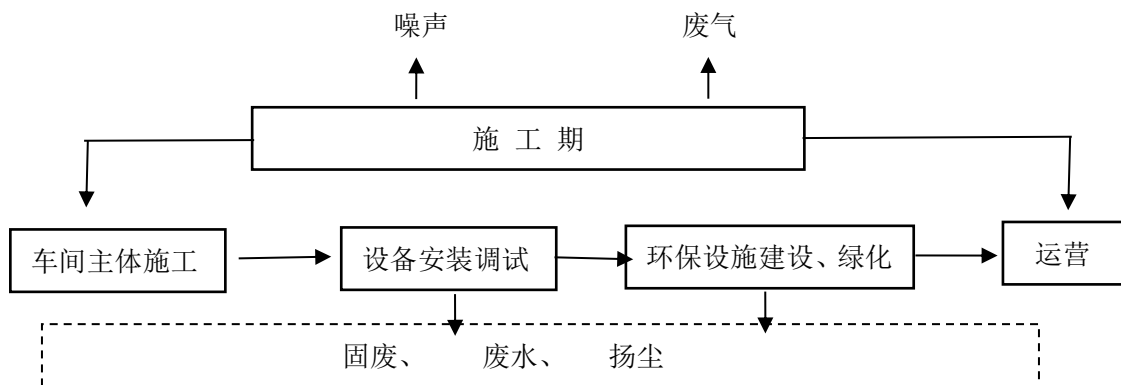 噪声 废气
施 工 期
车间主体施工 设备安装调试 环保设施建设、绿化 运营
固废、 废水、 扬尘